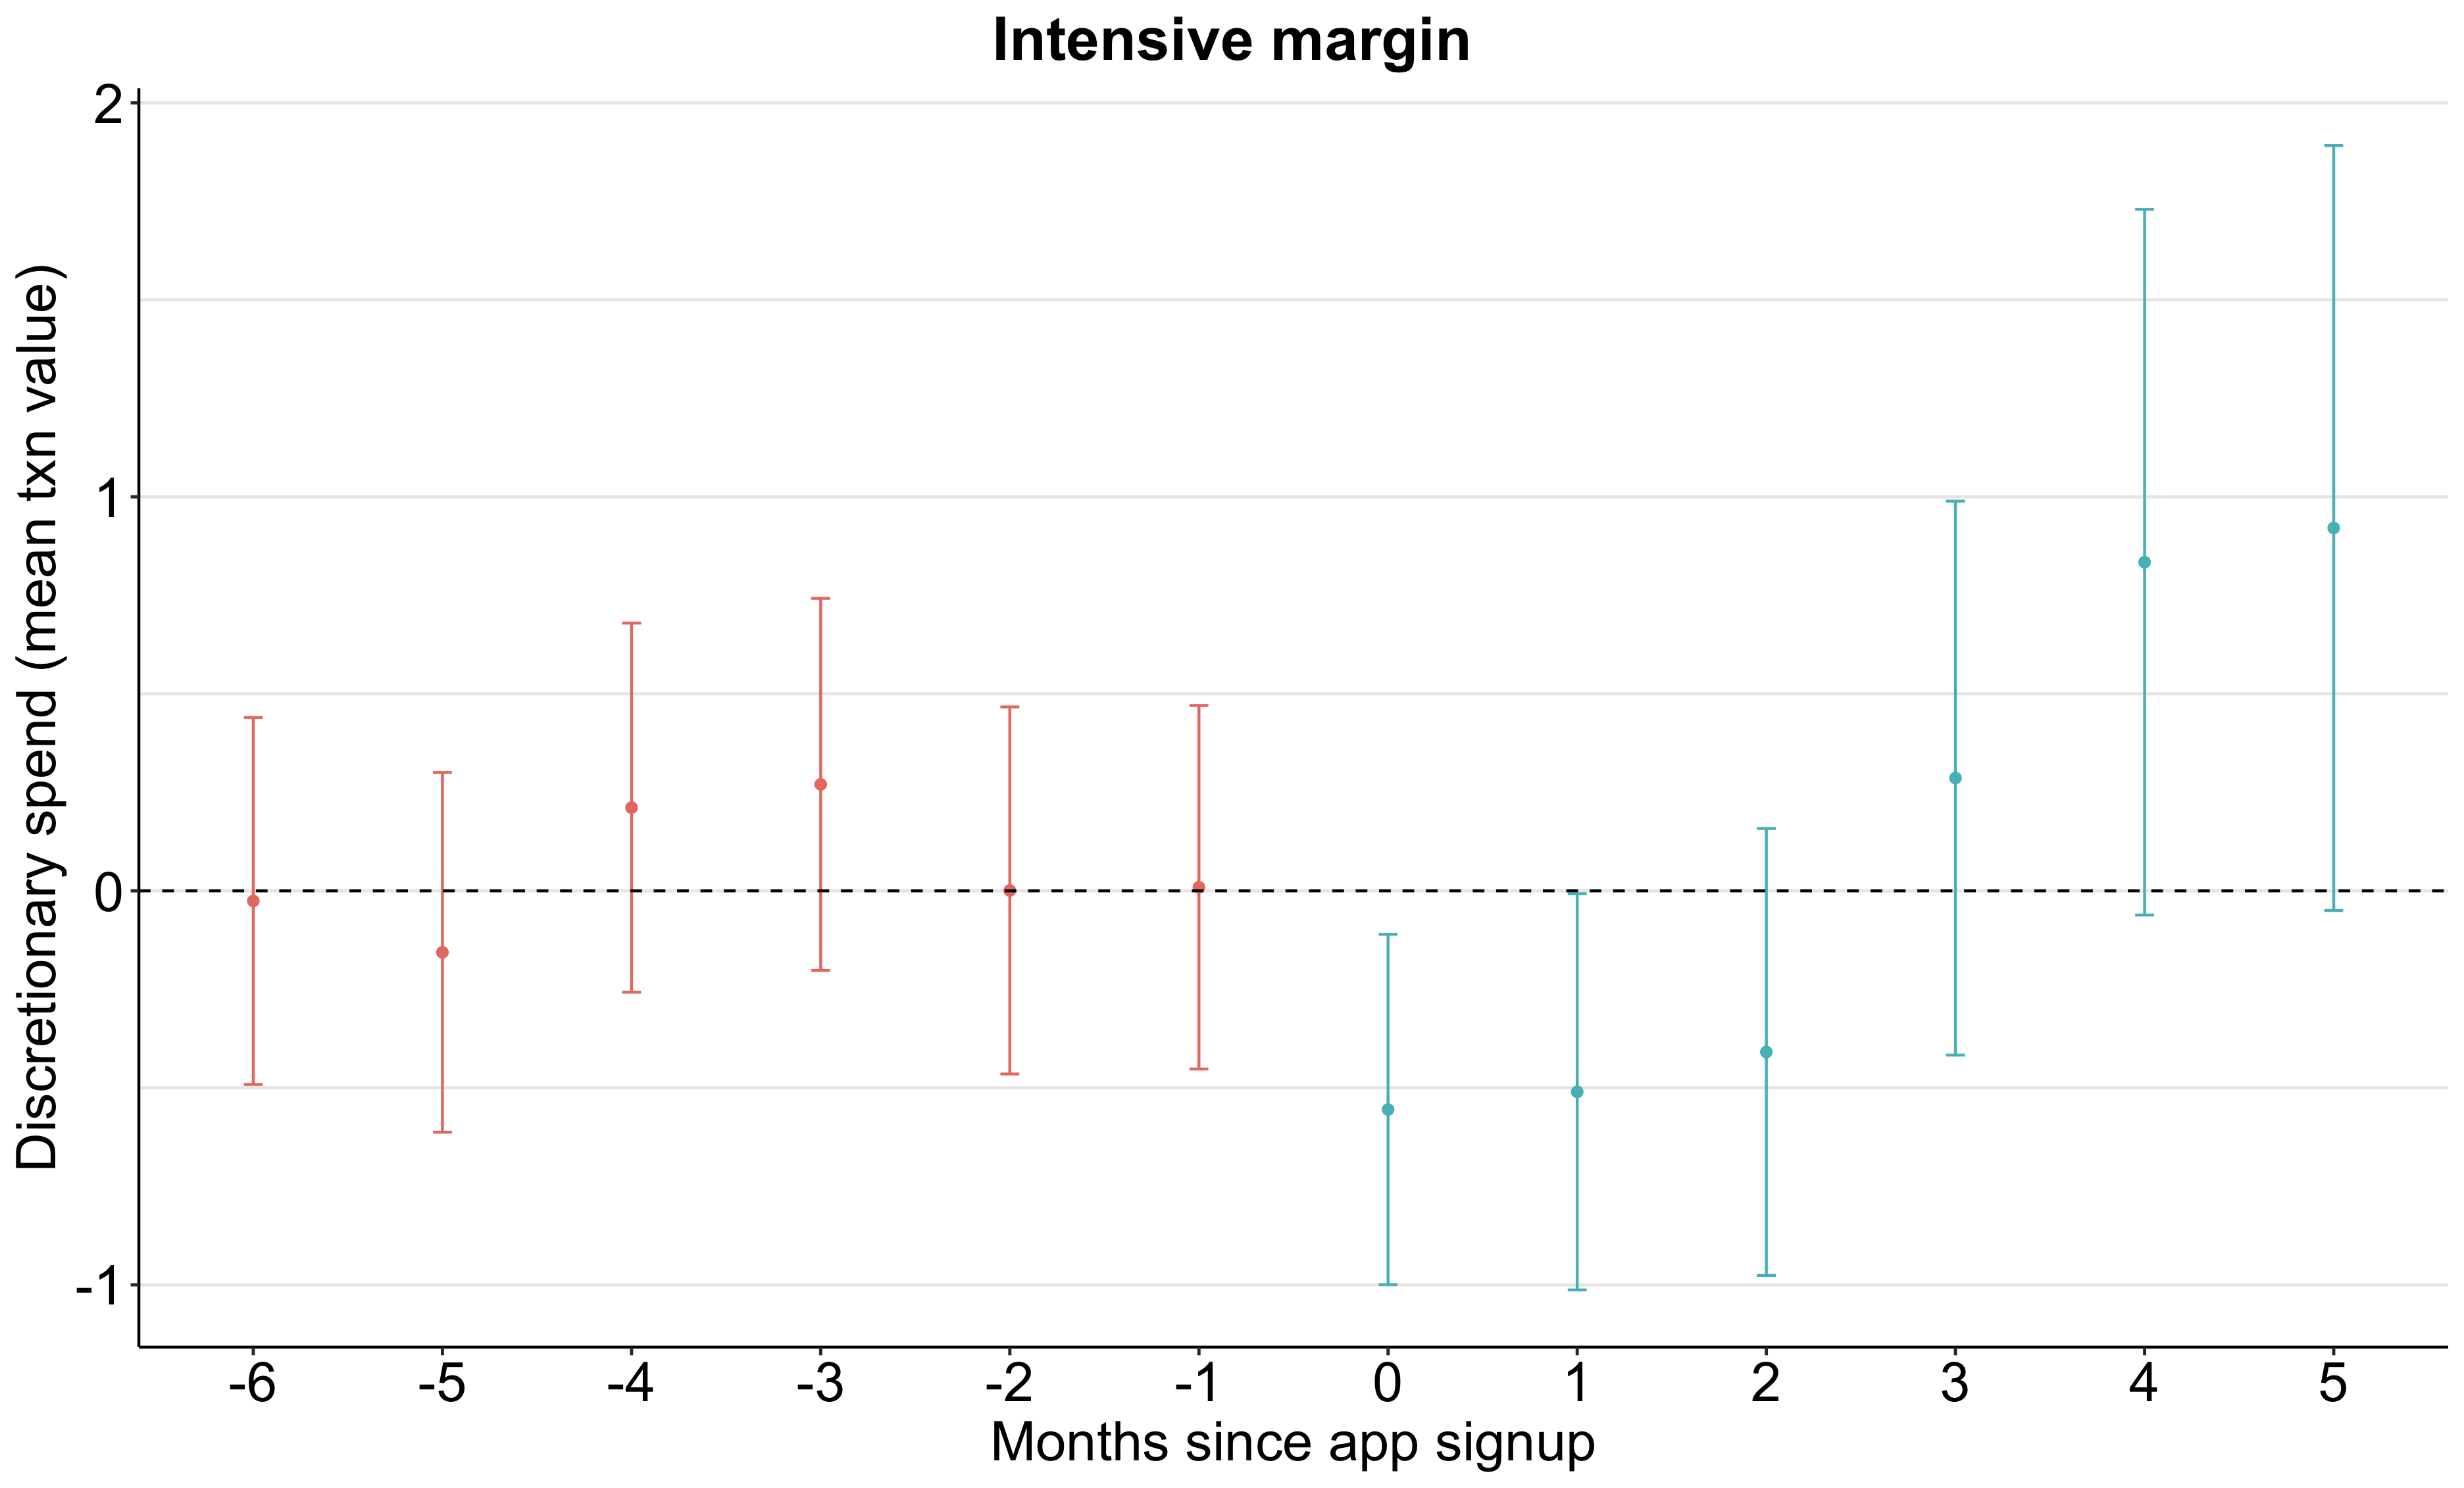 Intensive margin
Discretionary spend (mean txn value)
2
1
0
-1
-6 -5 -4 -3 -2 -1 0 1 2 3 4 5
Months since app signup